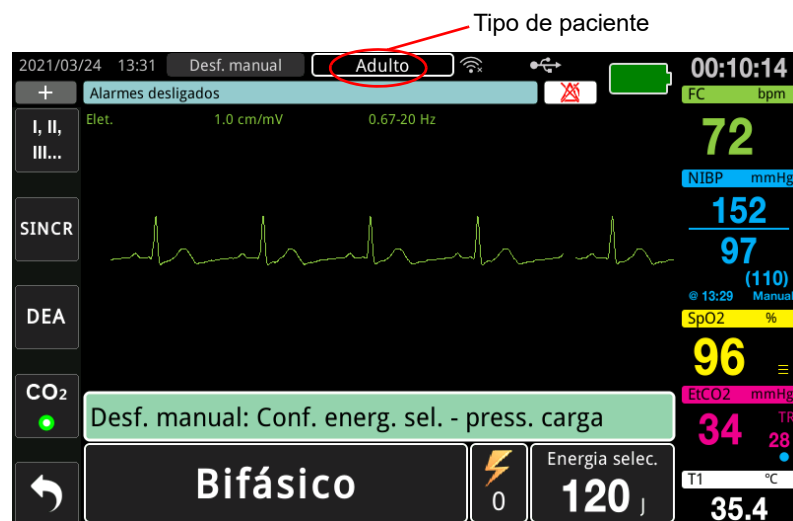 Tipo de paciente
2021/03/24 13:31 Desf. manual Adulto 00:10:14
+ Alarmes desligados FC bpm
I, II,
III...
Elet. 1.0 cm/mV 0.67-20 Hz
72
NIBP mmHg
152
97
(110)
@ 13:29 Manual
SINCR
DEA
SpO2 %
96
CO2
EtCO2 mmHg
34
TR
28
Desf. manual: Conf. energ. sel. - press. carga
Bifásico
0
Energia selec.
120 J
T1 °C
35.4